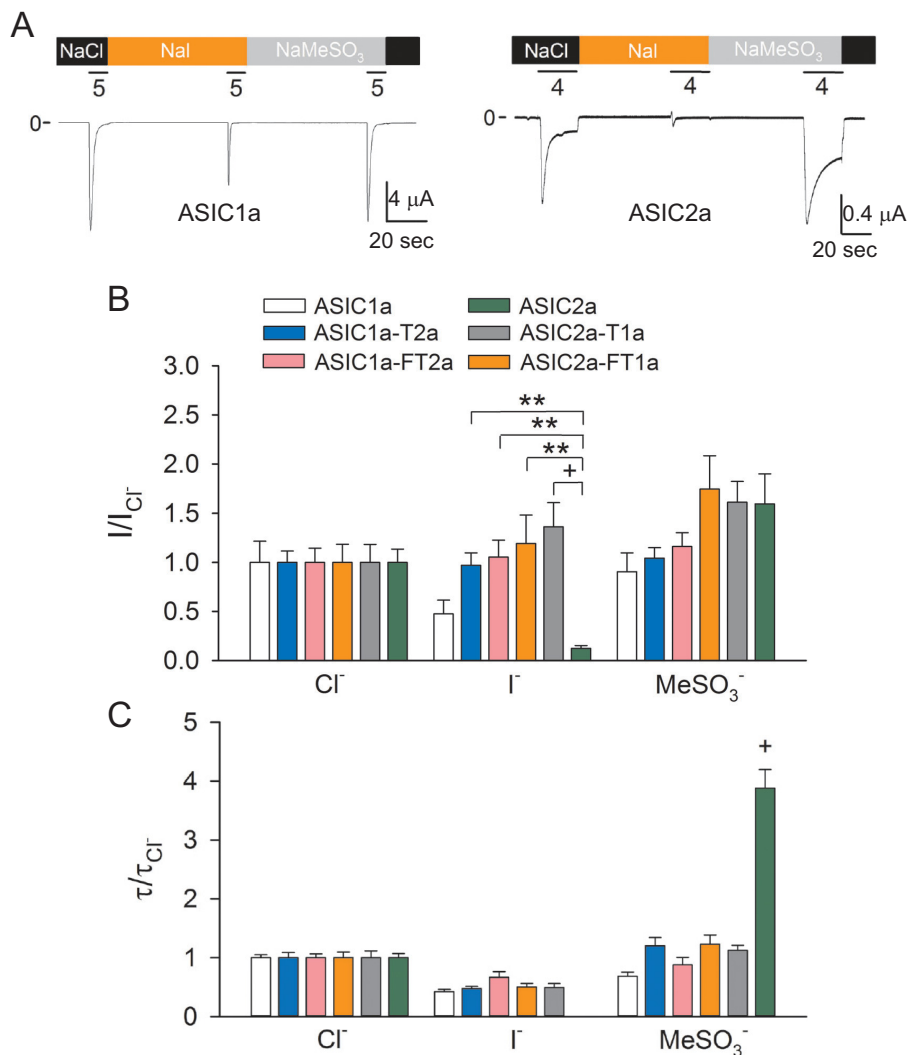 A
NaCl NaI NaMeSO₃
5 5 5
0-
ASIC1a
4 μA
20 sec
NaCl NaI NaMeSO₃
4 4 4
0-
ASIC2a
0.4 μA
20 sec
B
ASIC1a ASIC2a
ASIC1a-T2a ASIC2a-T1a
ASIC1a-FT2a ASIC2a-FT1a
I/I_Cl⁻
3.0
2.5
2.0
1.5
1.0
0.5
0.0
**
**
**
+
Cl⁻ I⁻ MeSO₃⁻
C
τ/τ_Cl⁻
5
4
3
2
1
0
+
Cl⁻ I⁻ MeSO₃⁻